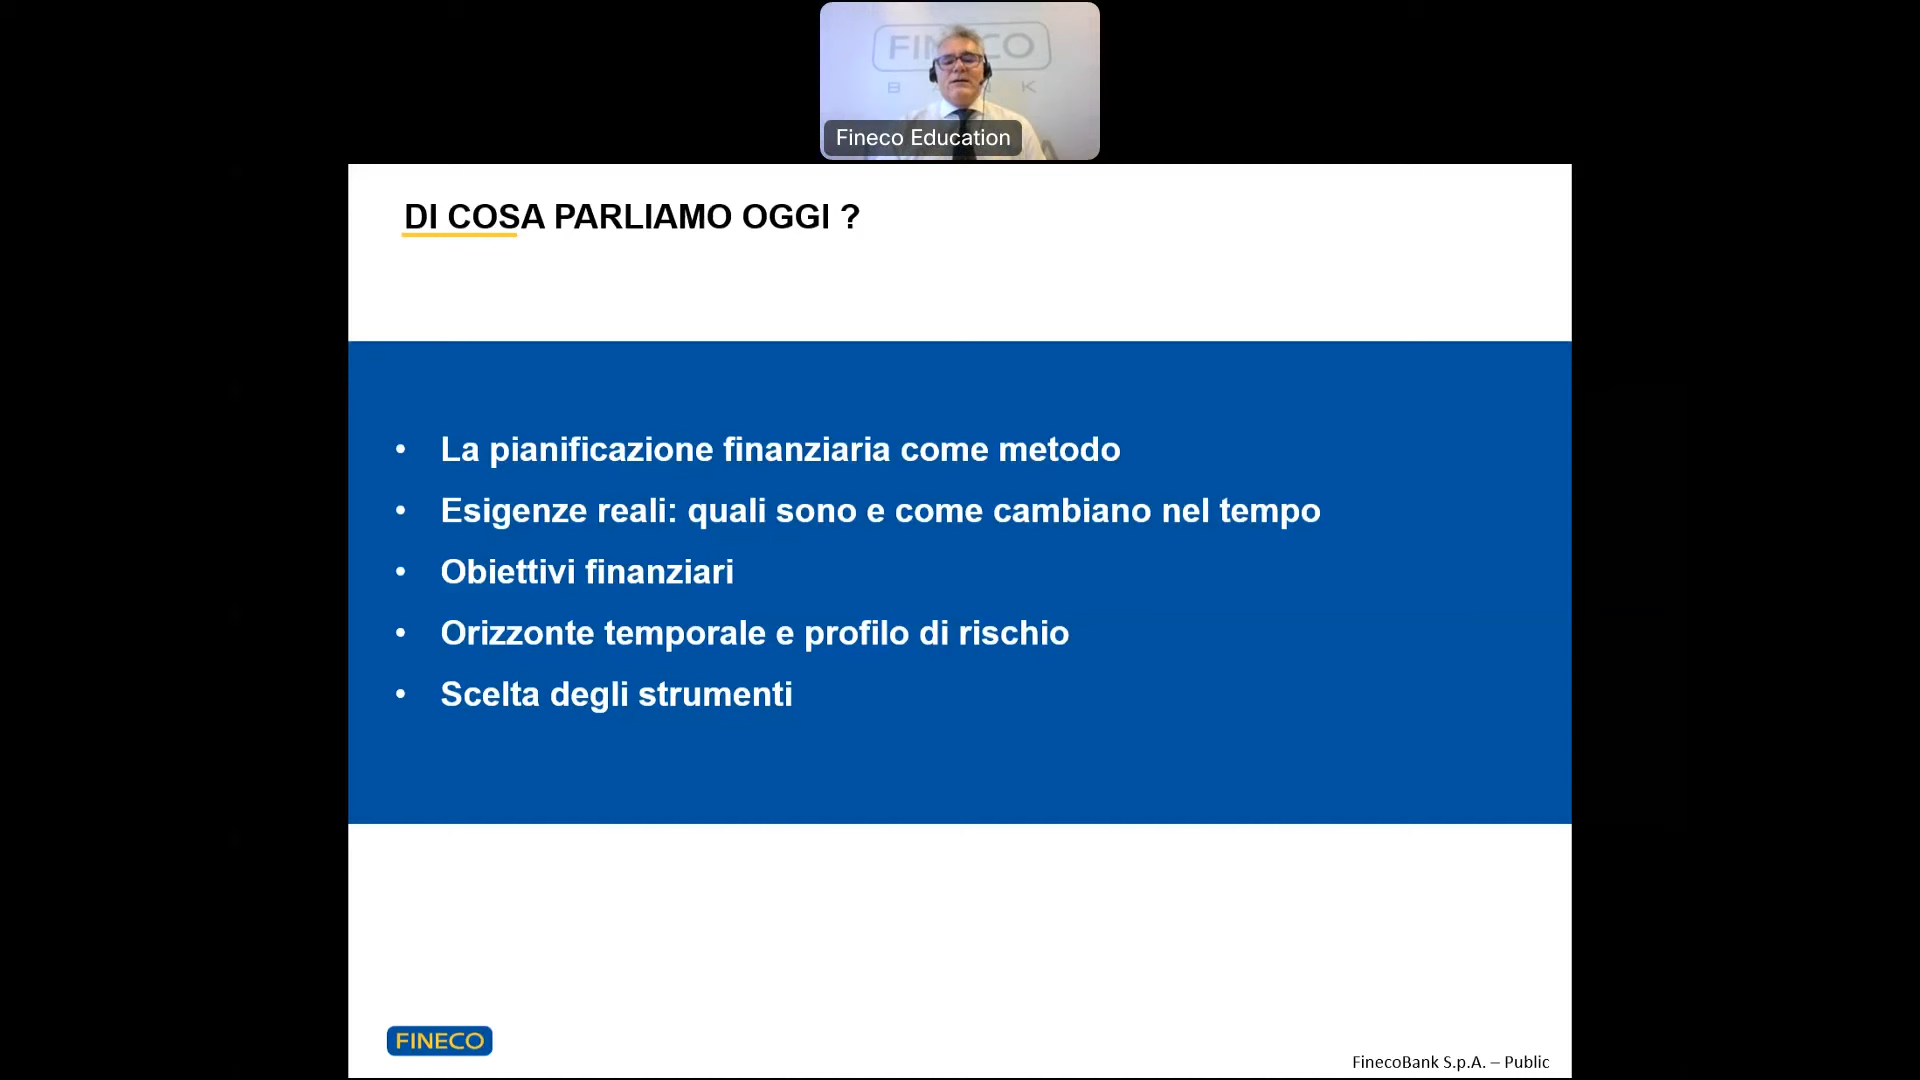 FINECO
BANK
Fineco Education
DI COSA PARLIAMO OGGI ?
• La pianificazione finanziaria come metodo
• Esigenze reali: quali sono e come cambiano nel tempo
• Obiettivi finanziari
• Orizzonte temporale e profilo di rischio
• Scelta degli strumenti
FINECO
FinecoBank S.p.A. – Public